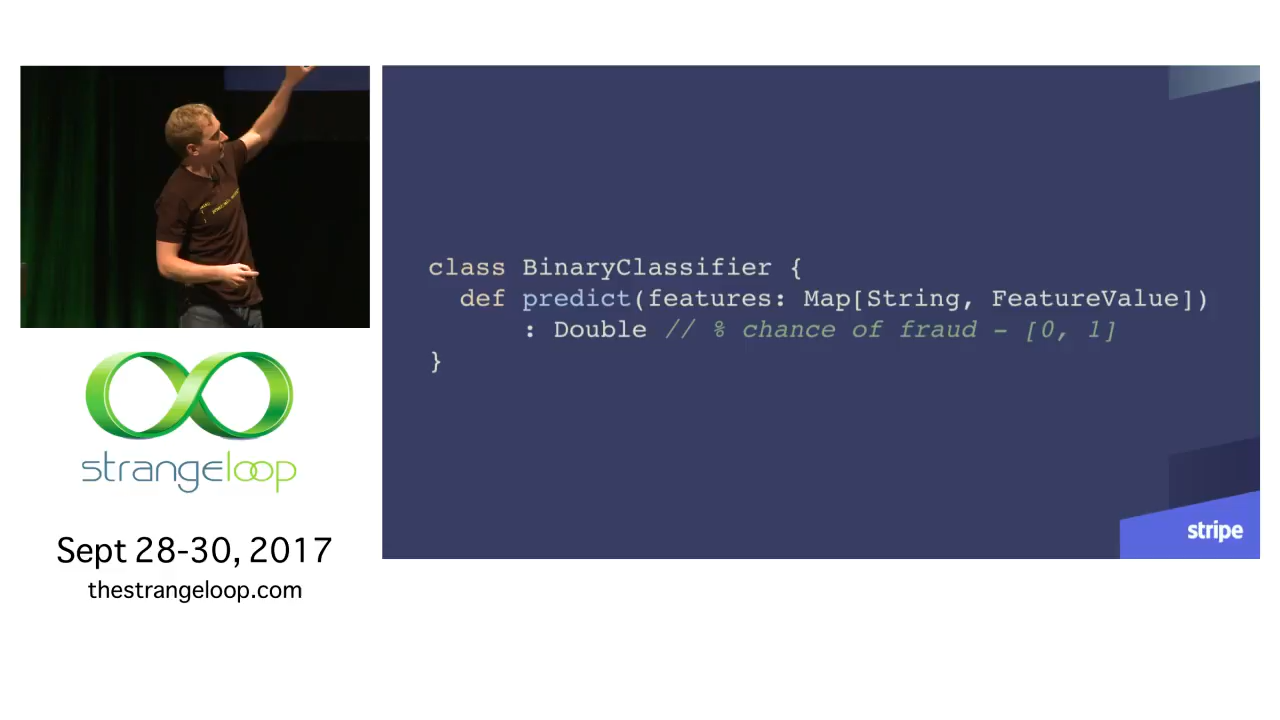 class BinaryClassifier {
def predict(features: Map[String, FeatureValue])
: Double // % chance of fraud - [0, 1]
}
stripe
strangeloop
Sept 28-30, 2017
thestrangeloop.com